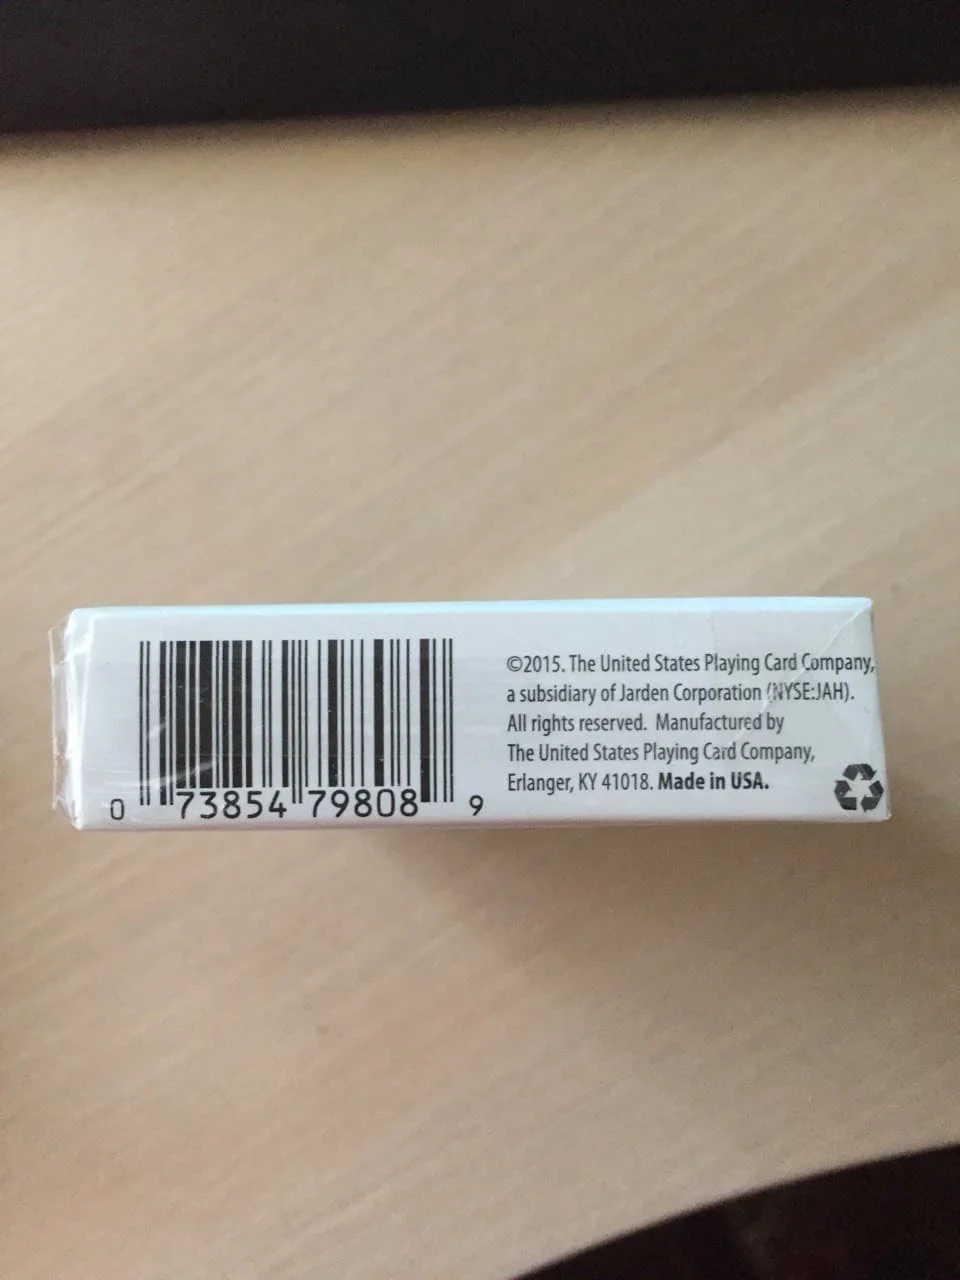 0 73854 79808 9
©2015. The United States Playing Card Company,
a subsidiary of Jarden Corporation (NYSE:JAH).
All rights reserved. Manufactured by
The United States Playing Card Company,
Erlanger, KY 41018. Made in USA.